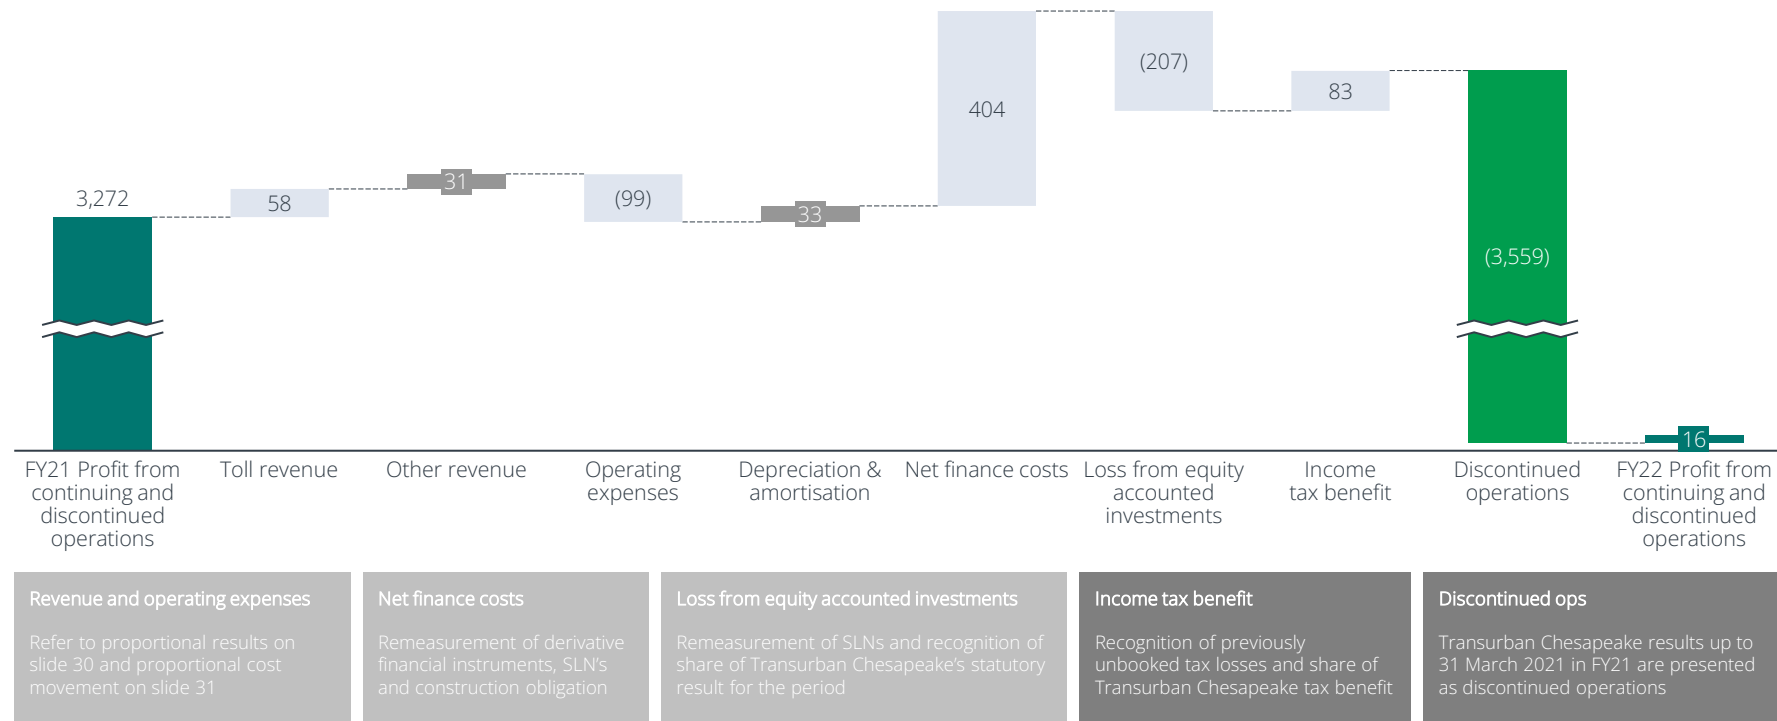 3,272
58
31
(99)
33
404
(207)
83
(3,559)
16
FY21 Profit from
continuing and
discontinued
operations
Toll revenue
Other revenue
Operating
expenses
Depreciation &
amortisation
Net finance costs
Loss from equity
accounted
investments
Income
tax benefit
Discontinued
operations
FY22 Profit from
continuing and
discontinued
operations
Revenue and operating expenses
Refer to proportional results on
slide 30 and proportional cost
movement on slide 31
Net finance costs
Remeasurement of derivative
financial instruments, SLN's
and construction obligation
Loss from equity accounted investments
Remeasurement of SLNs and recognition of
share of Transurban Chesapeake's statutory
result for the period
Income tax benefit
Recognition of previously
unbooked tax losses and share of
Transurban Chesapeake tax benefit
Discontinued ops
Transurban Chesapeake results up to
31 March 2021 in FY21 are presented
as discontinued operations